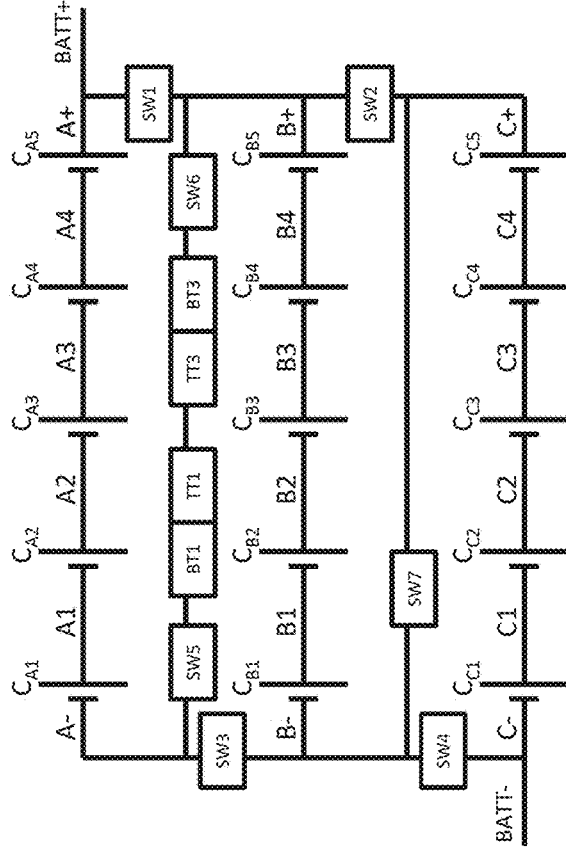 C_A1 C_A2 C_A3 C_A4 C_A5
A- A1 A2 A3 A4 A+ BATT+
SW1
SW5 BT1 TT1 TT3 BT3 SW6
SW3
C_B1 C_B2 C_B3 C_B4 C_B5
B- B1 B2 B3 B4 B+
SW2
SW7
SW4
C_C1 C_C2 C_C3 C_C4 C_C5
BATT- C- C1 C2 C3 C4 C+